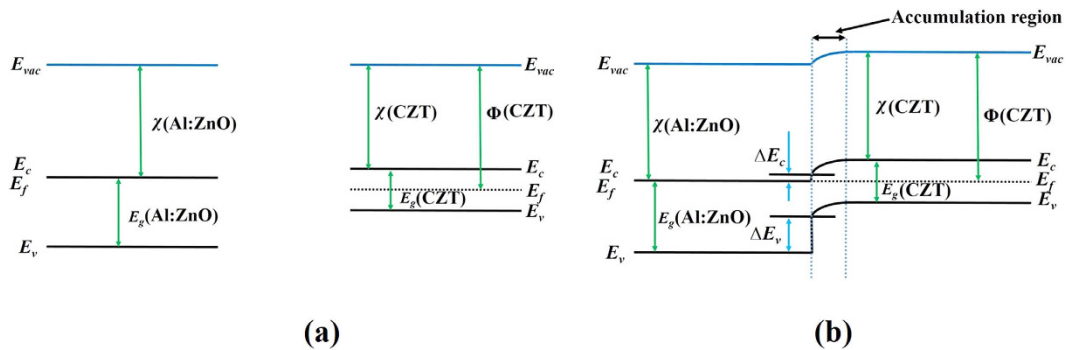 Accumulation region
E_vac
E_vac
E_vac
E_vac
χ(Al:ZnO)
χ(CZT)
Φ(CZT)
χ(Al:ZnO)
χ(CZT)
Φ(CZT)
E_c
E_f
E_c
E_f
E_v
E_g(CZT)
E_g(Al:ZnO)
E_v
ΔE_c
E_c
E_f
E_c
E_f
E_v
E_g(CZT)
E_g(Al:ZnO)
ΔE_v
E_v
(a)
(b)